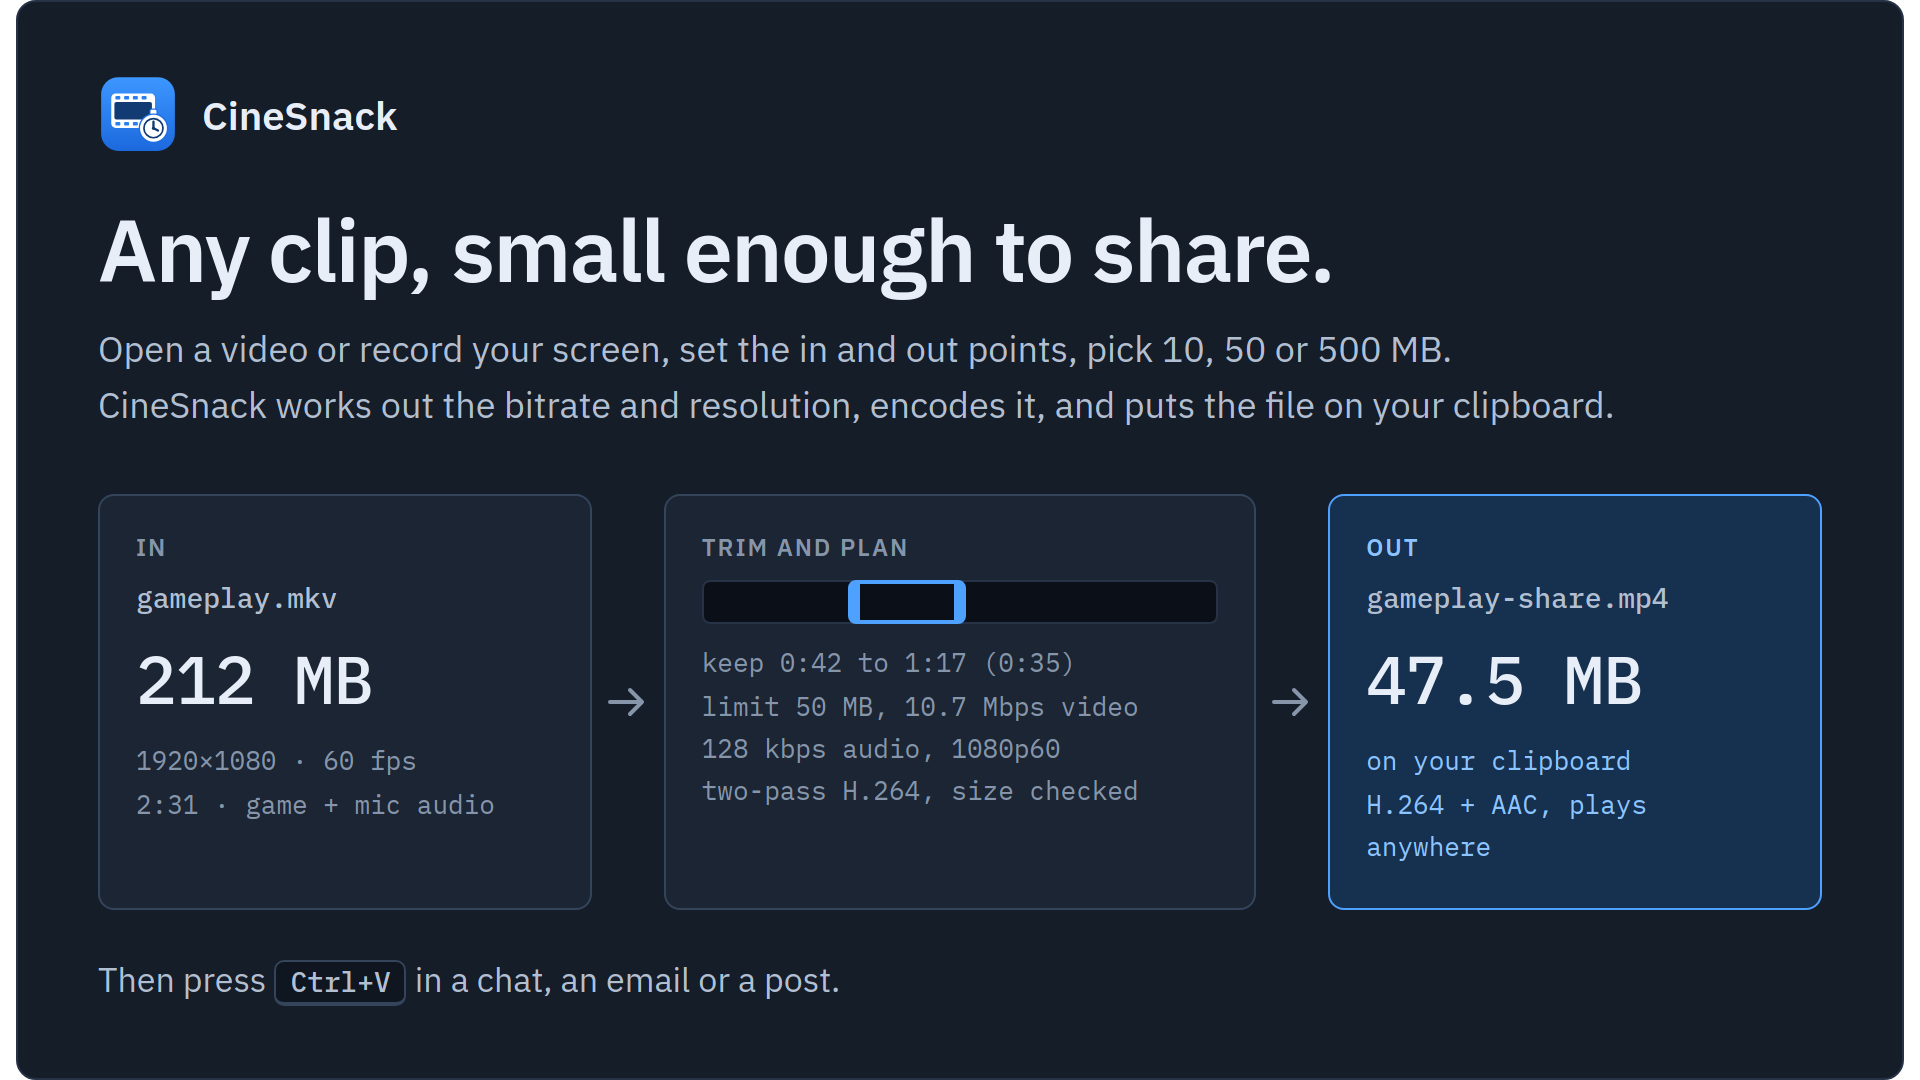 CineSnack
Any clip, small enough to share.
Open a video or record your screen, set the in and out points, pick 10, 50 or 500 MB.
CineSnack works out the bitrate and resolution, encodes it, and puts the file on your clipboard.
IN
gameplay.mkv
212 MB
1920×1080 · 60 fps
2:31 · game + mic audio
TRIM AND PLAN
keep 0:42 to 1:17 (0:35)
limit 50 MB, 10.7 Mbps video
128 kbps audio, 1080p60
two-pass H.264, size checked
OUT
gameplay-share.mp4
47.5 MB
on your clipboard
H.264 + AAC, plays
anywhere
Then press Ctrl+V in a chat, an email or a post.